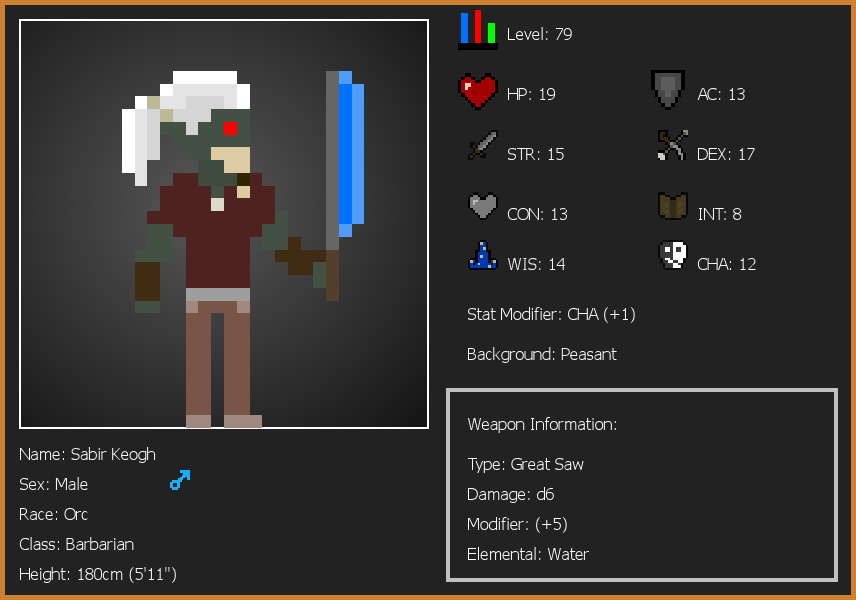 Level: 79
HP: 19
AC: 13
STR: 15
DEX: 17
CON: 13
INT: 8
WIS: 14
CHA: 12
Stat Modifier: CHA (+1)
Background: Peasant
Weapon Information:
Type: Great Saw
Damage: d6
Modifier: (+5)
Elemental: Water
Name: Sabir Keogh
Sex: Male
Race: Orc
Class: Barbarian
Height: 180cm (5'11")